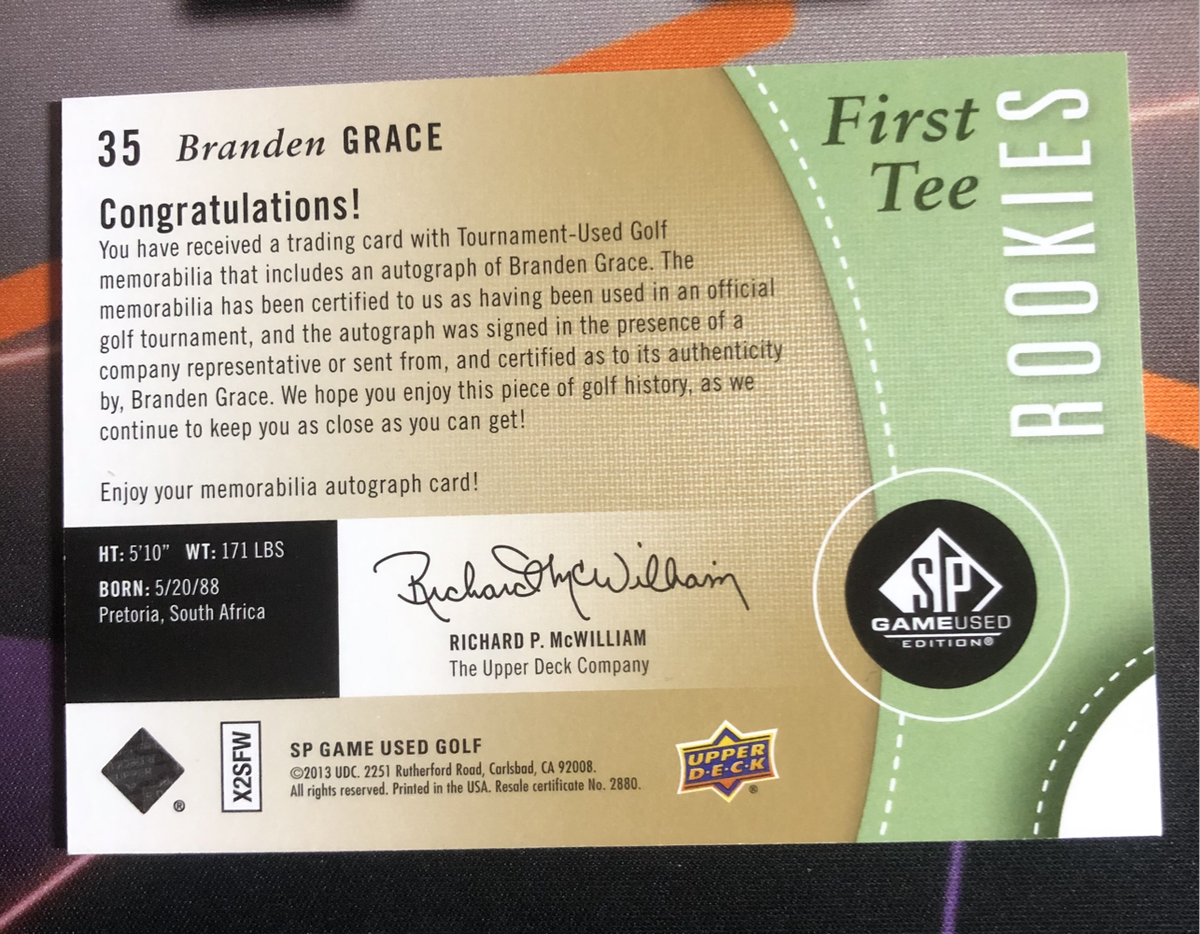 35 Branden GRACE
First
Tee
ROOKIES
Congratulations!
You have received a trading card with Tournament-Used Golf
memorabilia that includes an autograph of Branden Grace. The
memorabilia has been certified to us as having been used in an official
golf tournament, and the autograph was signed in the presence of a
company representative or sent from, and certified as to its authenticity
by, Branden Grace. We hope you enjoy this piece of golf history, as we
continue to keep you as close as you can get!
Enjoy your memorabilia autograph card!
HT: 5'10" WT: 171 LBS
BORN: 5/20/88
Pretoria, South Africa
Richard McWilliam
RICHARD P. McWILLIAM
The Upper Deck Company
SP
GAMEUSED
EDITION®
®
X2SFW
SP GAME USED GOLF
©2013 UDC. 2251 Rutherford Road, Carlsbad, CA 92008.
All rights reserved. Printed in the USA. Resale certificate No. 2880.
UPPER
D·E·C·K
®